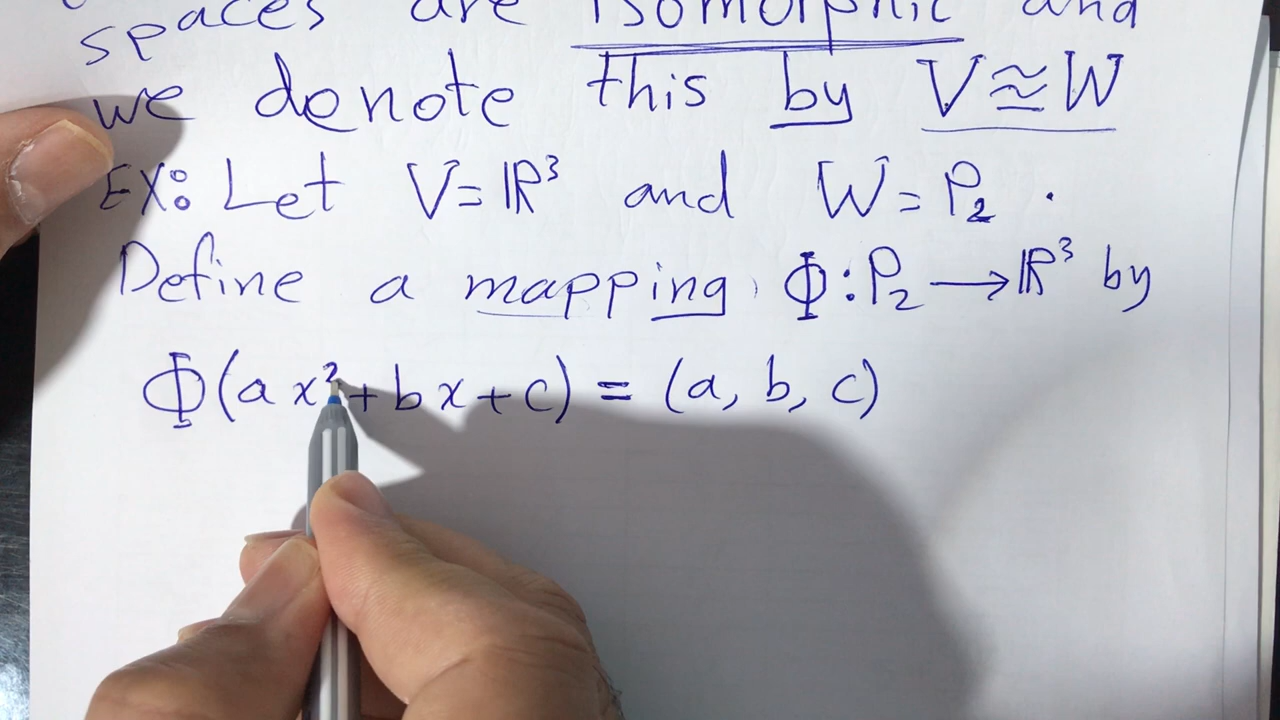 spaces are isomorphic and
we denote this by V≊W
EX: Let V=ℝ³ and W=P₂.
Define a mapping Φ:P₂⟶ℝ³ by
Φ(ax²+bx+c) = (a, b, c)